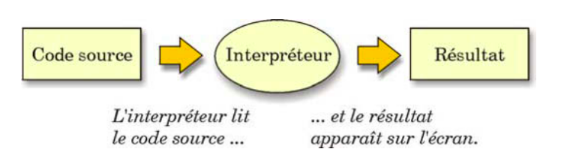 Code source
Interpréteur
Résultat
L'interpréteur lit
le code source ...
... et le résultat
apparaît sur l'écran.